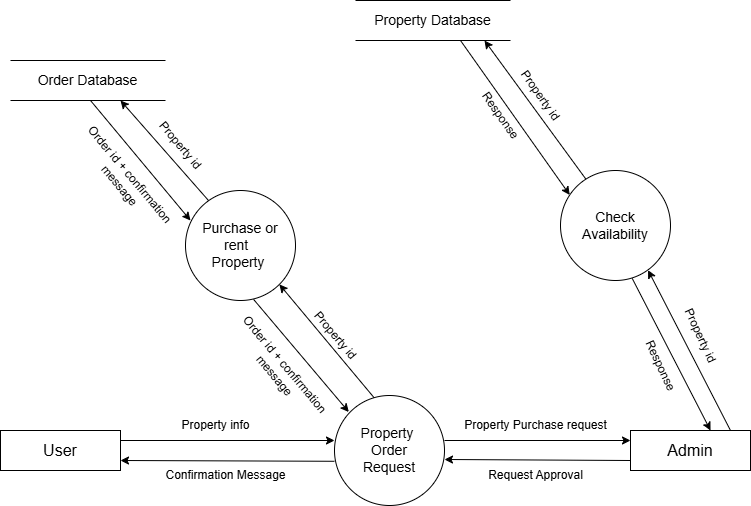 Property Database
Order Database
Property id
Response
Property id
Order id + confirmation
message
Check
Availability
Purchase or
rent
Property
Property id
Order id + confirmation
message
Property id
Response
Property info
Property Purchase request
User
Property
Order
Request
Admin
Confirmation Message
Request Approval